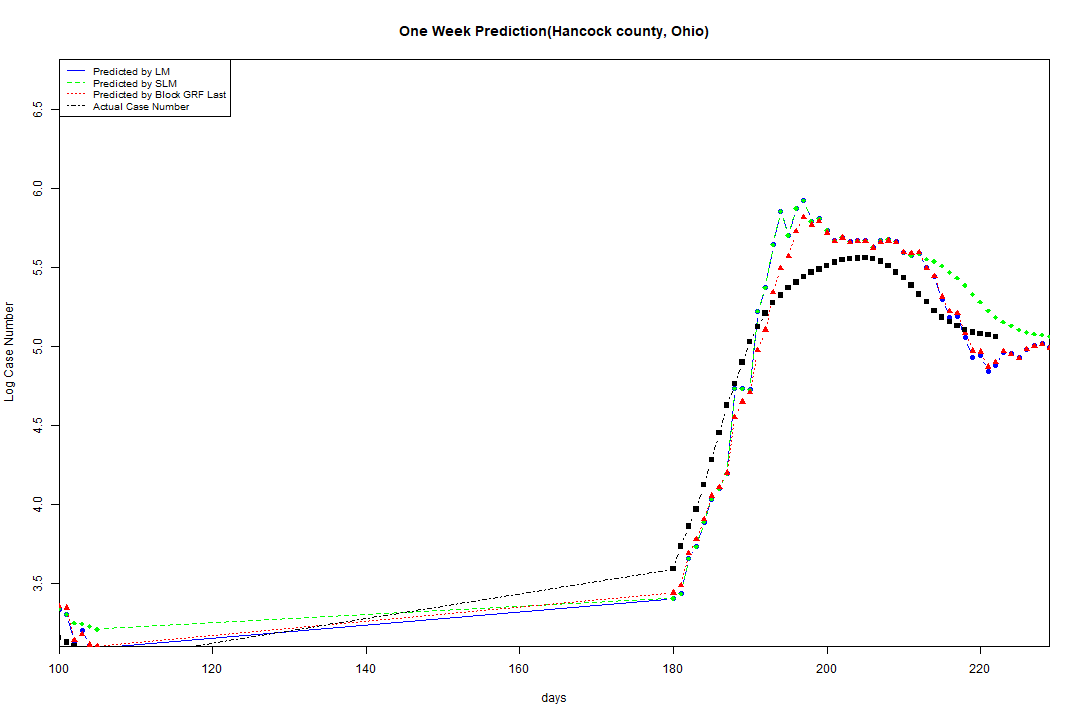 One Week Prediction(Hancock county, Ohio)
Predicted by LM
Predicted by SLM
Predicted by Block GRF Last
Actual Case Number
6.5
6.0
5.5
5.0
4.5
4.0
3.5
Log Case Number
100 120 140 160 180 200 220
days